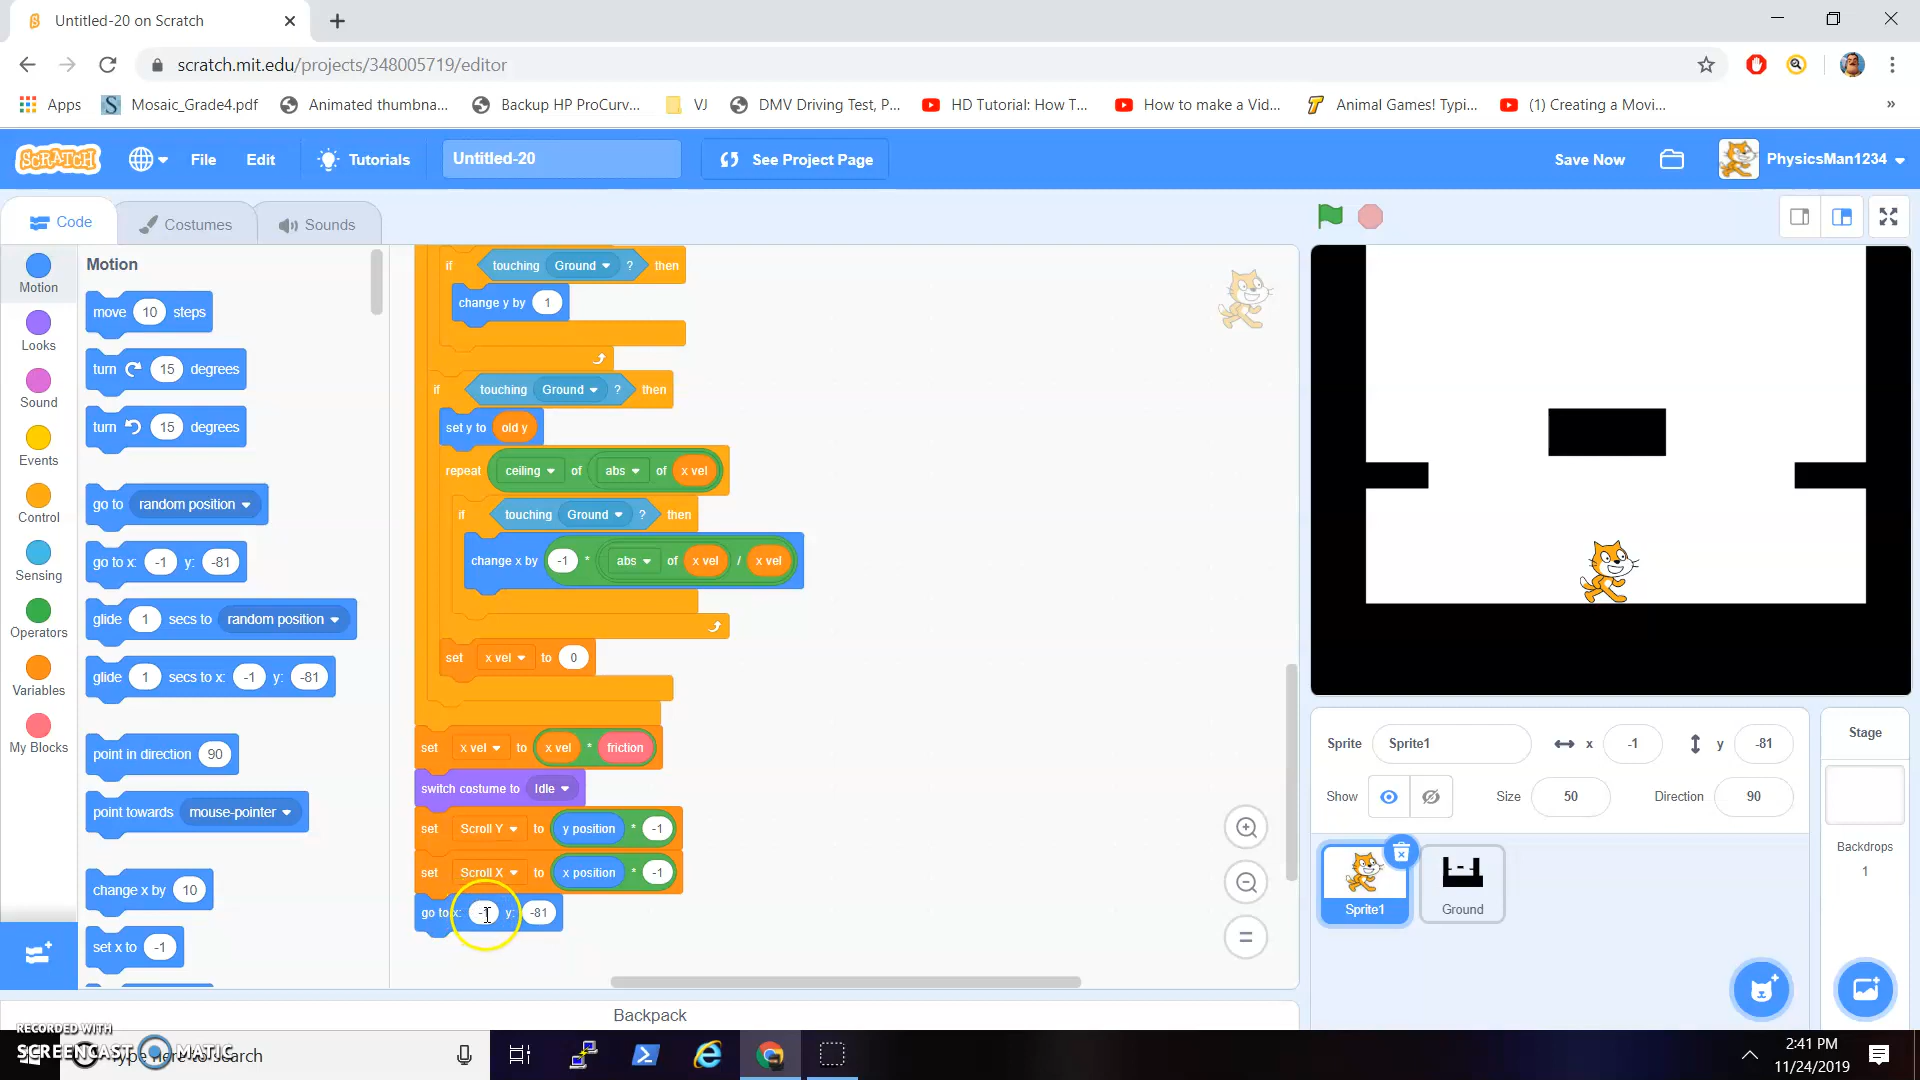 Untitled-20 on Scratch
scratch.mit.edu/projects/348005719/editor
Apps
Mosaic_Grade4.pdf
Animated thumbna...
Backup HP ProCurv...
VJ
DMV Driving Test, P...
HD Tutorial: How T...
How to make a Vid...
Animal Games! Typi...
(1) Creating a Movi...
»
SCRATCH
File
Edit
Tutorials
Untitled-20
See Project Page
Save Now
PhysicsMan1234
Code
Costumes
Sounds
Motion
Looks
Sound
Events
Control
Sensing
Operators
Variables
My Blocks
Motion
move 10 steps
turn 15 degrees
turn 15 degrees
go to random position
go to x: -1 y: -81
glide 1 secs to random position
glide 1 secs to x: -1 y: -81
point in direction 90
point towards mouse-pointer
change x by 10
set x to -1
if touching Ground ? then
change y by 1
if touching Ground ? then
set y to old y
repeat ceiling of abs of x vel
if touching Ground ? then
change x by -1 * abs of x vel / x vel
set x vel to 0
set x vel to x vel * friction
switch costume to Idle
set Scroll Y to y position * -1
set Scroll X to x position * -1
go to x: -1 y: -81
Backpack
Sprite Sprite1 x -1 y -81
Show Size 50 Direction 90
Sprite1
Ground
Stage
Backdrops
1
RECORDED WITH
SCREENCAST MATIC
Type here to search
2:41 PM
11/24/2019